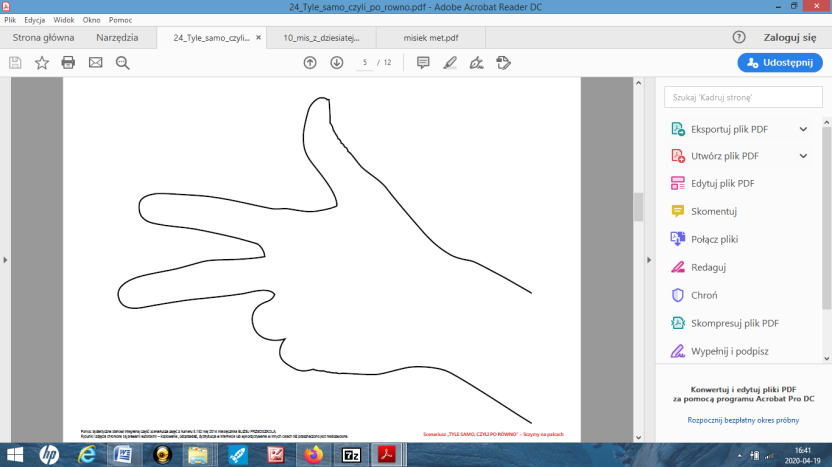 24_Tyle_samo_czyli_po_rowno.pdf - Adobe Acrobat Reader DC
Plik Edycja Widok Okno Pomoc
Strona główna Narzędzia 24_Tyle_samo_czyli... × 10_mis_z_dziesiatej... misiek met.pdf Zaloguj się
5 / 12 Udostępnij
Szukaj 'Kadruj stronę'
Eksportuj plik PDF
Utwórz plik PDF
Edytuj plik PDF
Skomentuj
Połącz pliki
Redaguj
Chroń
Skompresuj plik PDF
Wypełnij i podpisz
Konwertuj i edytuj pliki PDF
za pomocą programu Acrobat Pro DC
Rozpocznij bezpłatny okres próbny
Scenariusz „TYLE SAMO, CZYLI PO RÓWNO” – liczymy na palcach
16:41
2020-04-19